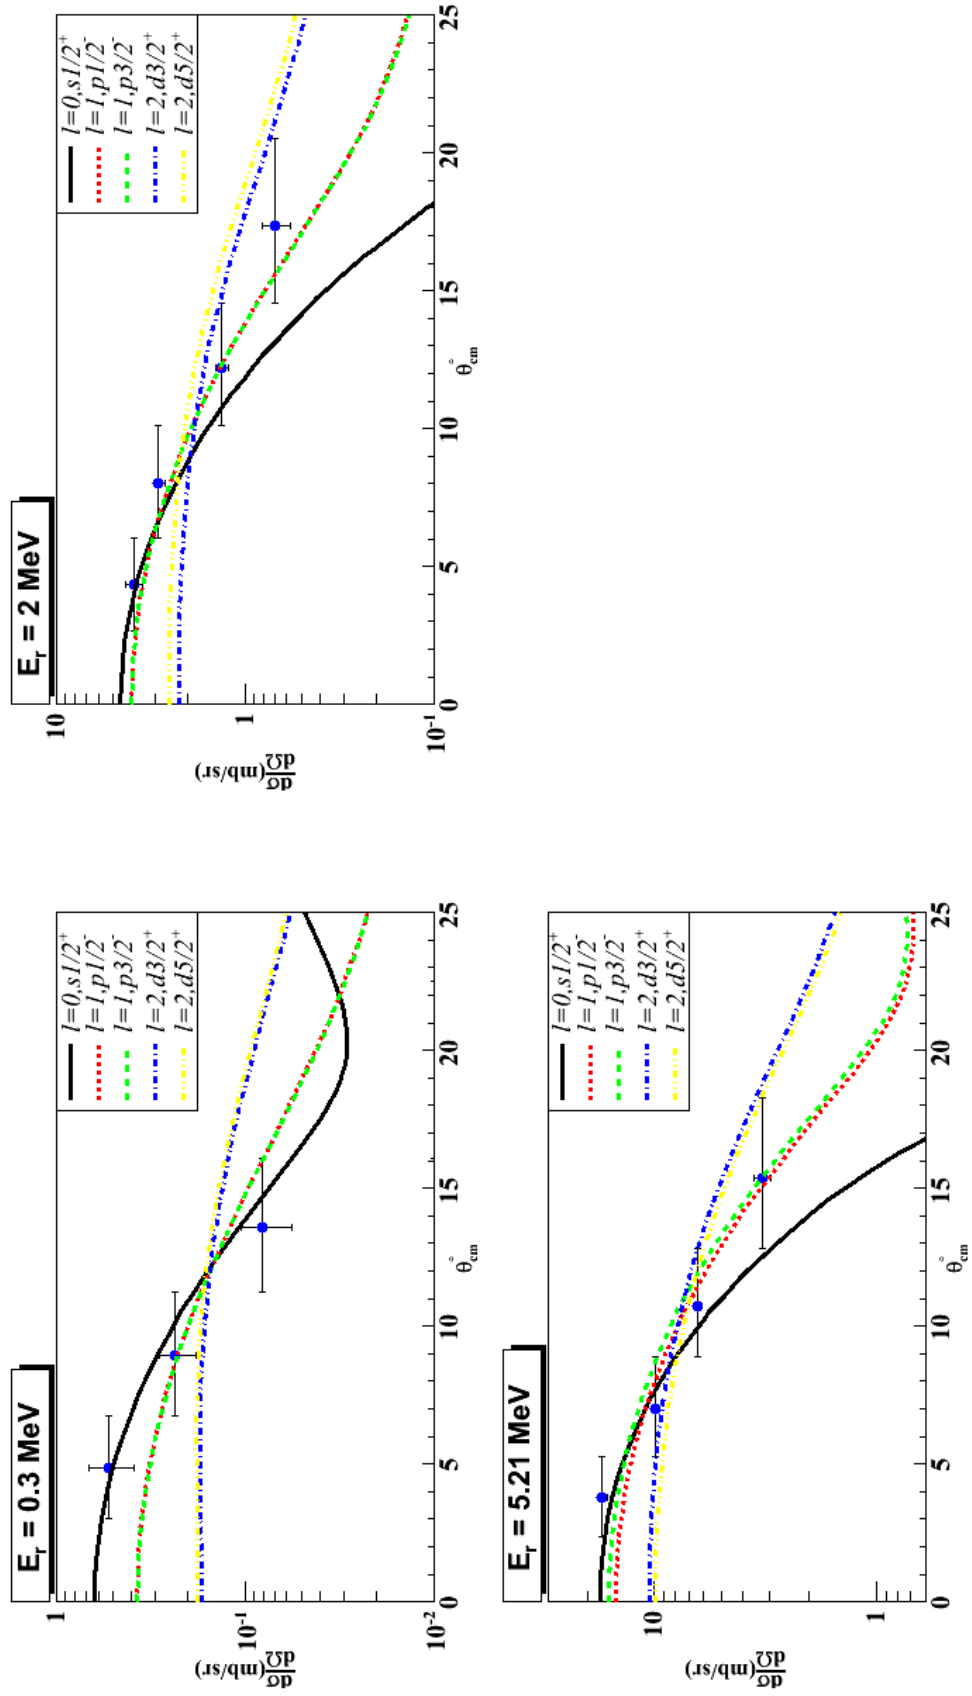 E_r = 0.3 MeV
dσ/dΩ (mb/sr)
1
10^-1
10^-2
l=0,s1/2^+
l=1,p1/2^-
l=1,p3/2^-
l=2,d3/2^+
l=2,d5/2^+
0 5 10 15 20 25
θ°_cm
E_r = 2 MeV
dσ/dΩ (mb/sr)
10
1
10^-1
l=0,s1/2^+
l=1,p1/2^-
l=1,p3/2^-
l=2,d3/2^+
l=2,d5/2^+
0 5 10 15 20 25
θ°_cm
E_r = 5.21 MeV
dσ/dΩ (mb/sr)
10
1
l=0,s1/2^+
l=1,p1/2^-
l=1,p3/2^-
l=2,d3/2^+
l=2,d5/2^+
0 5 10 15 20 25
θ°_cm